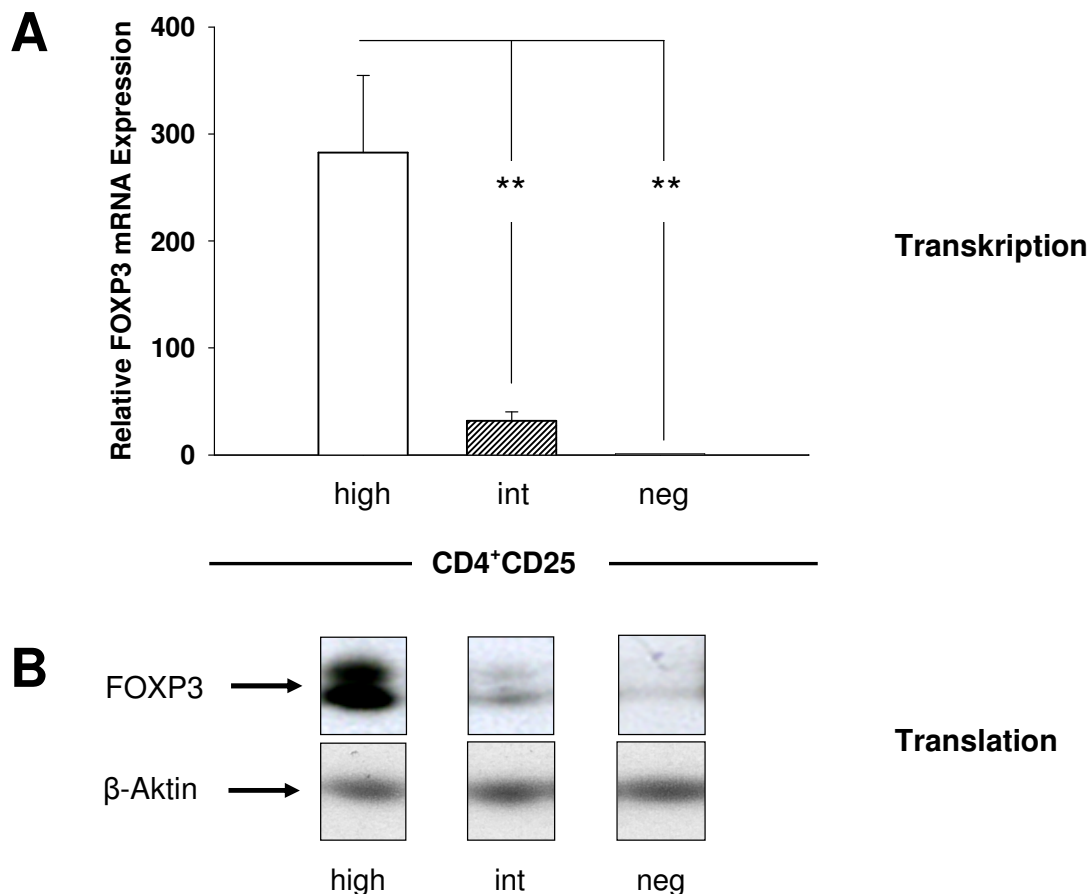 A
Relative FOXP3 mRNA Expression
400
300
200
100
0
** **
Transkription
high int neg
CD4⁺CD25
B
FOXP3
β-Aktin
Translation
high int neg